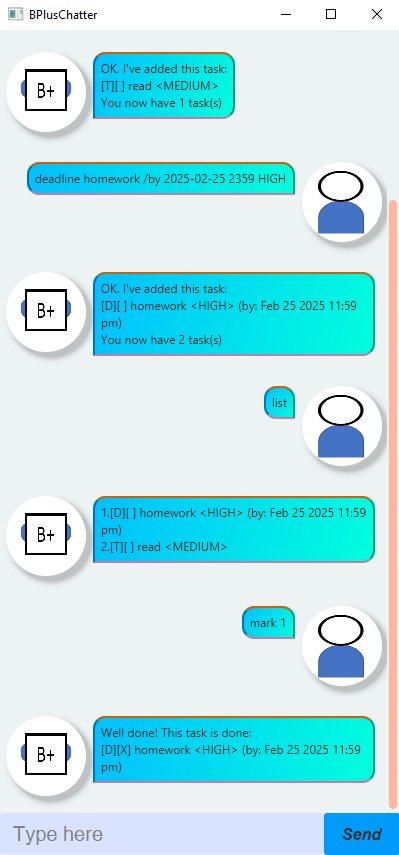 BPlusChatter
B+
OK. I've added this task:
[T][ ] read <MEDIUM>
You now have 1 task(s)
deadline homework /by 2025-02-25 2359 HIGH
B+
OK. I've added this task:
[D][ ] homework <HIGH> (by: Feb 25 2025 11:59
pm)
You now have 2 task(s)
list
B+
1.[D][ ] homework <HIGH> (by: Feb 25 2025 11:59
pm)
2.[T][ ] read <MEDIUM>
mark 1
B+
Well done! This task is done:
[D][X] homework <HIGH> (by: Feb 25 2025 11:59
pm)
Type here
Send